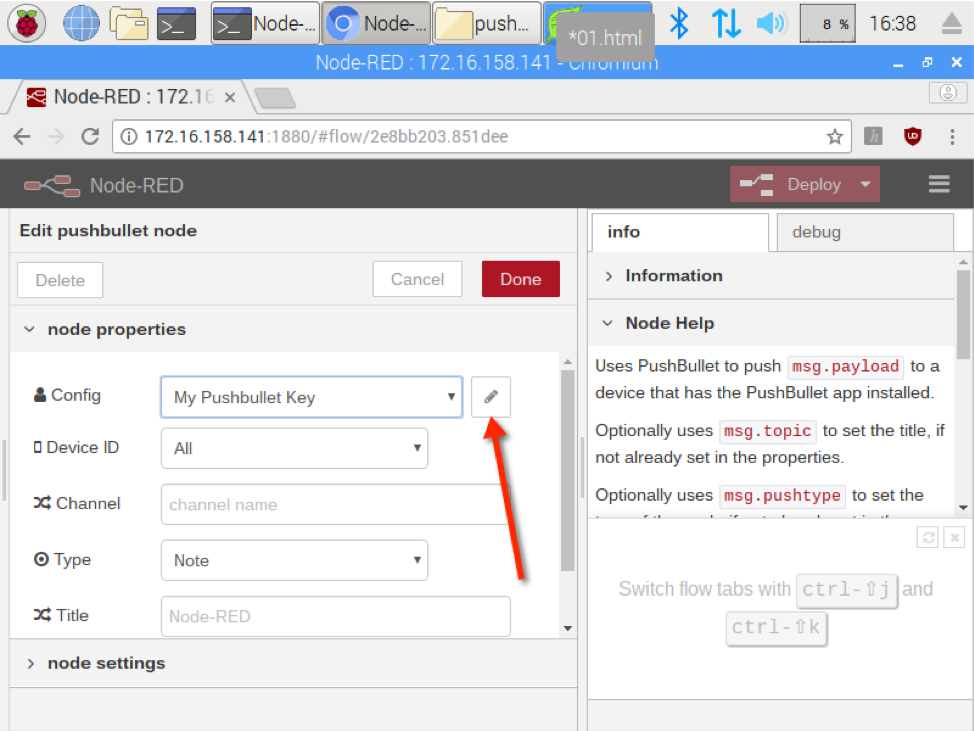 Node-... Node-... push... *01.html 8 % 16:38
Node-RED : 172.16.158.141 - Chromium
Node-RED : 172.16
172.16.158.141:1880/#flow/2e8bb203.851dee
Node-RED Deploy
Edit pushbullet node
Delete Cancel Done
node properties
Config My Pushbullet Key
Device ID All
Channel channel name
Type Note
Title Node-RED
node settings
info debug
Information
Node Help
Uses PushBullet to push msg.payload to a
device that has the PushBullet app installed.
Optionally uses msg.topic to set the title, if
not already set in the properties.
Optionally uses msg.pushtype to set the
Switch flow tabs with ctrl-⇧j and
ctrl-⇧k